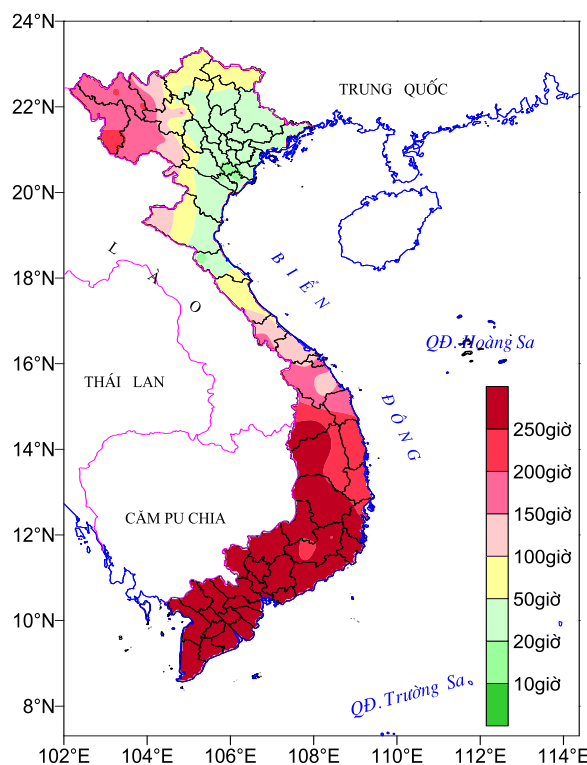 24°N
22°N
20°N
18°N
16°N
14°N
12°N
10°N
8°N
102°E 104°E 106°E 108°E 110°E 112°E 114°E
TRUNG QUỐC
LÀO
BIỂN
ĐÔNG
QĐ. Hoàng Sa
THÁI LAN
CĂM PU CHIA
QĐ. Trường Sa
250giờ
200giờ
150giờ
100giờ
50giờ
20giờ
10giờ